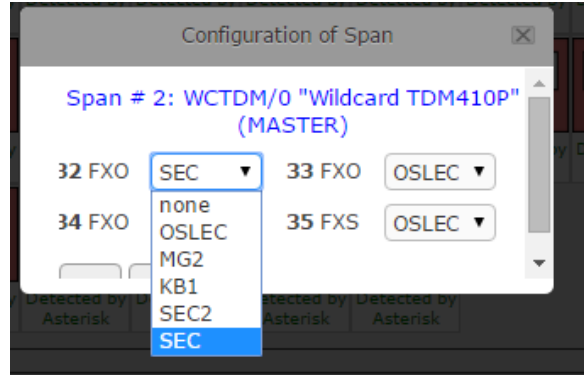 Configuration of Span
Span # 2: WCTDM/0 "Wildcard TDM410P"
(MASTER)
32 FXO SEC 33 FXO OSLEC
none
34 FXO OSLEC 35 FXS OSLEC
MG2
KB1
SEC2
SEC
Detected by Detected by Detected by
Asterisk Asterisk Asterisk